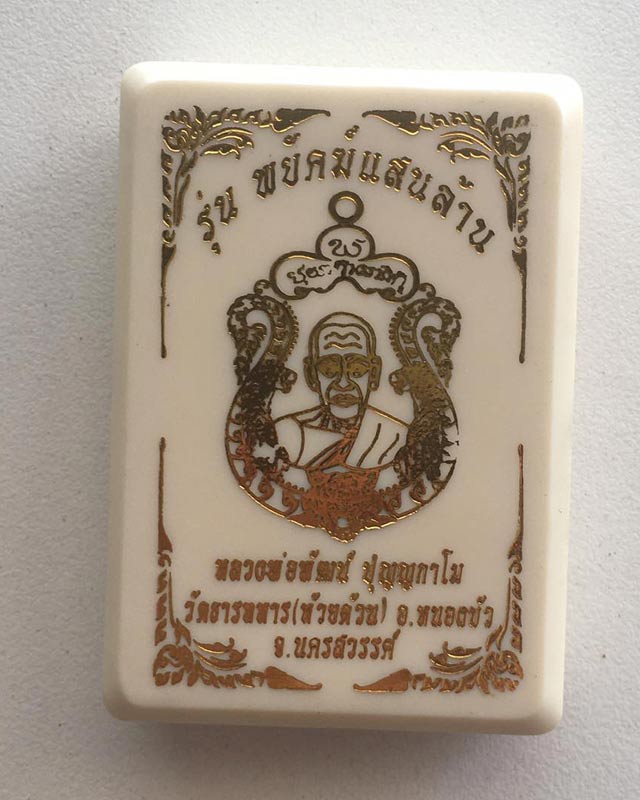 รุ่น พยัคฆ์แสนล้าน
พ
หลวงพ่อพัฒน์ ปุญญกาโม
วัดธารทหาร(ห้วยด้วน) อ.หนองบัว
จ.นครสวรรค์